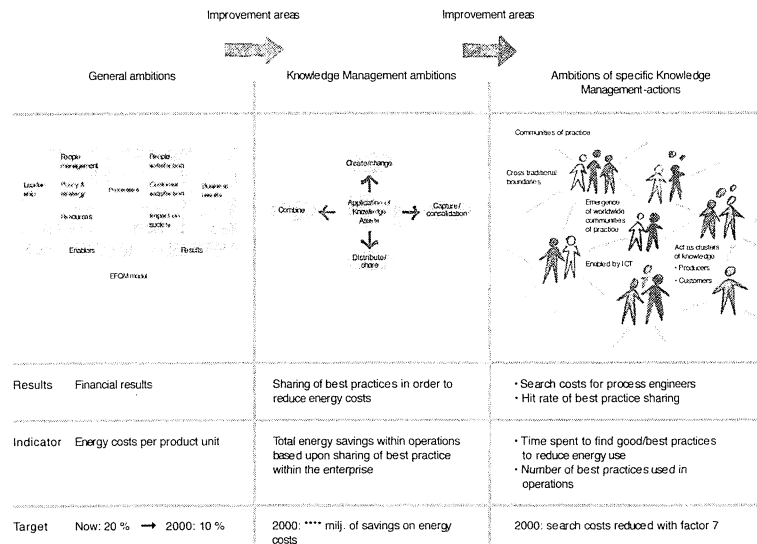 Improvement areas
Improvement areas
General ambitions
Knowledge Management ambitions
Ambitions of specific Knowledge
Management-actions
People
management
People
satisfaction
Leader
ship
Policy &
strategy
Processes
Customer
satisfaction
Business
results
Resources
Impact on
society
Enablers
Results
EFQM model
Create/change
Combine
Application of
Knowledge
Assets
Capture/
consolidation
Distribute/
share
Communities of practice
Cross traditional
boundaries
Emergence
of worldwide
communities
of practice
Enabled by ICT
Act as clusters
of knowledge
• Producers
• Customers
Results
Financial results
Sharing of best practices in order to
reduce energy costs
• Search costs for process engineers
• Hit rate of best practice sharing
Indicator
Energy costs per product unit
Total energy savings within operations
based upon sharing of best practice
within the enterprise
• Time spent to find good/best practices
to reduce energy use
• Number of best practices used in
operations
Target
Now: 20 % → 2000: 10 %
2000: **** milj. of savings on energy
costs
2000: search costs reduced with factor 7